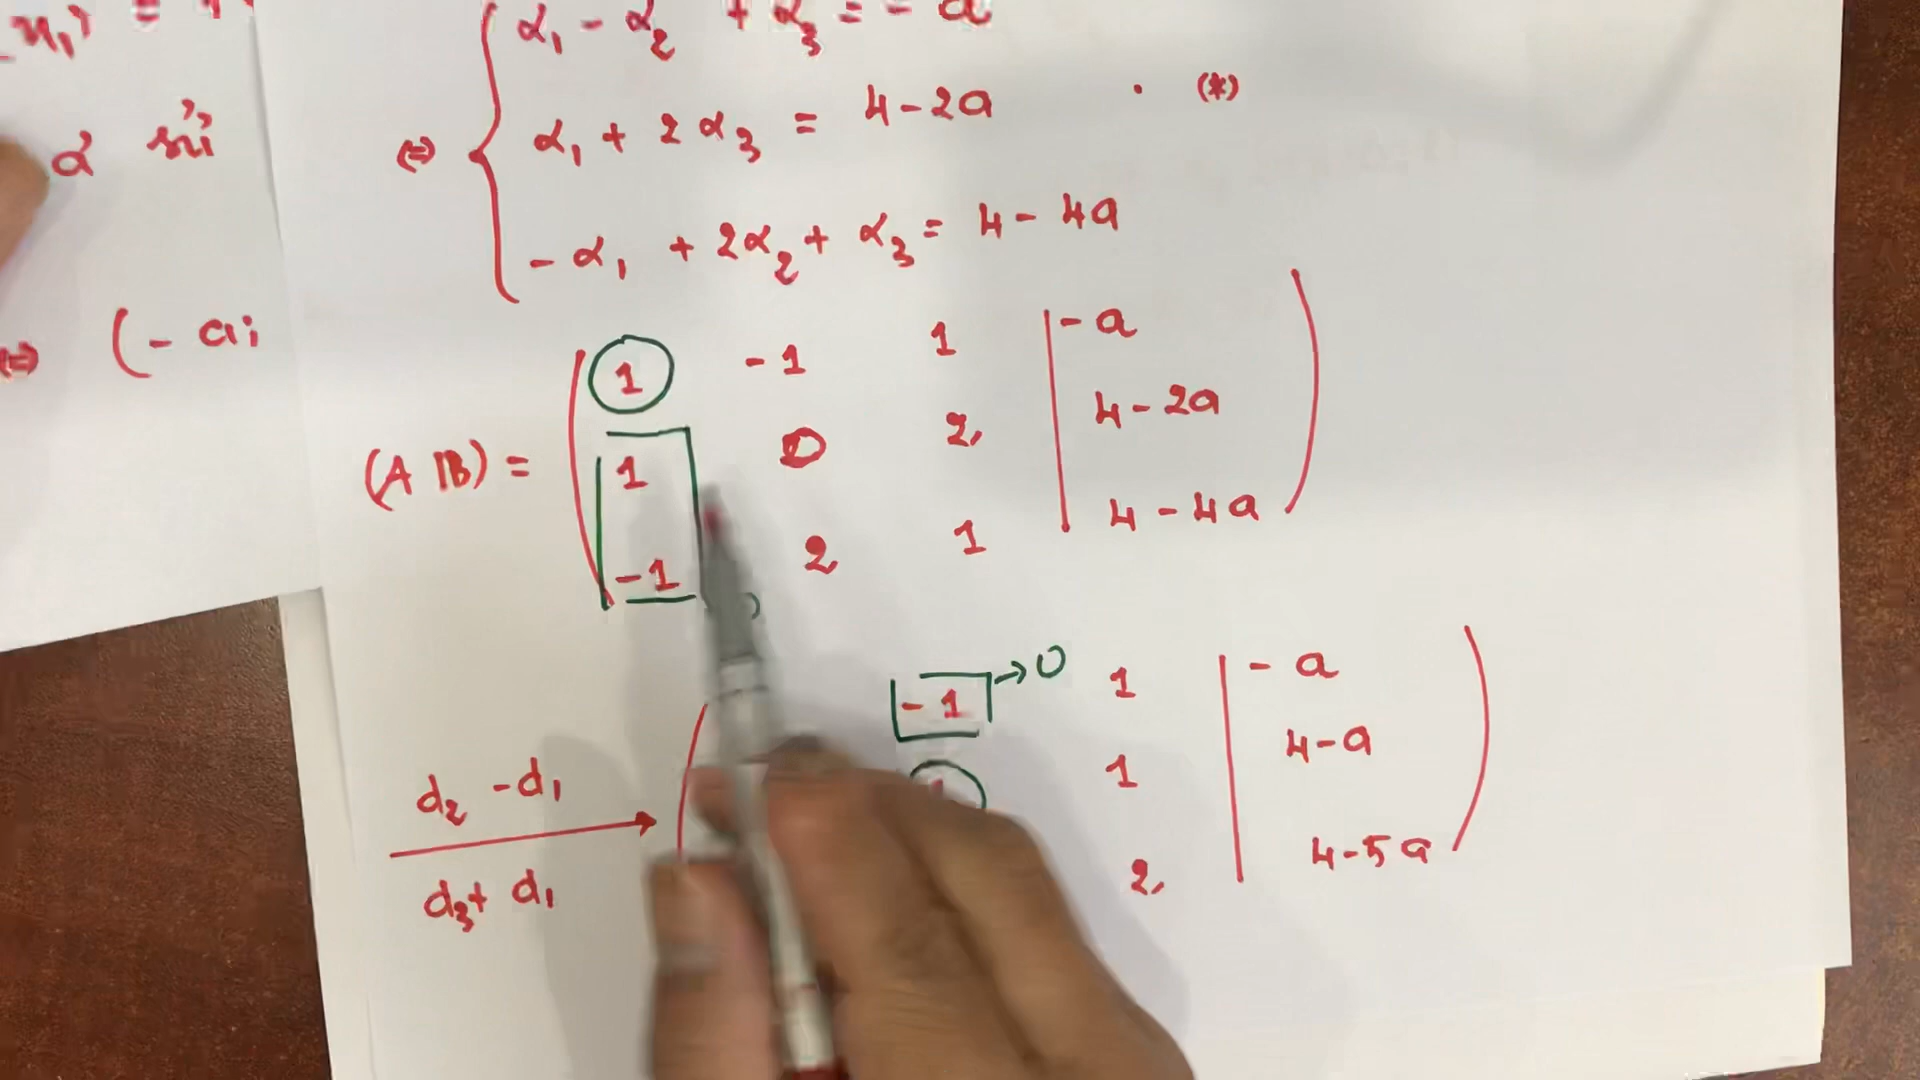 α₁ - α₂ + α₃ = - a
⇔ { α₁ + 2α₃ = 4-2a (*)
-α₁ + 2α₂ + α₃ = 4-4a
(A|B) = ( 1 -1 1 | -a
1 0 2 | 4-2a
-1 2 1 | 4-4a )
d₂ - d₁
d₃ + d₁
-1 → 0 1 | -a
1 | 4-a
2 | 4-5a )
⇔ (-a;